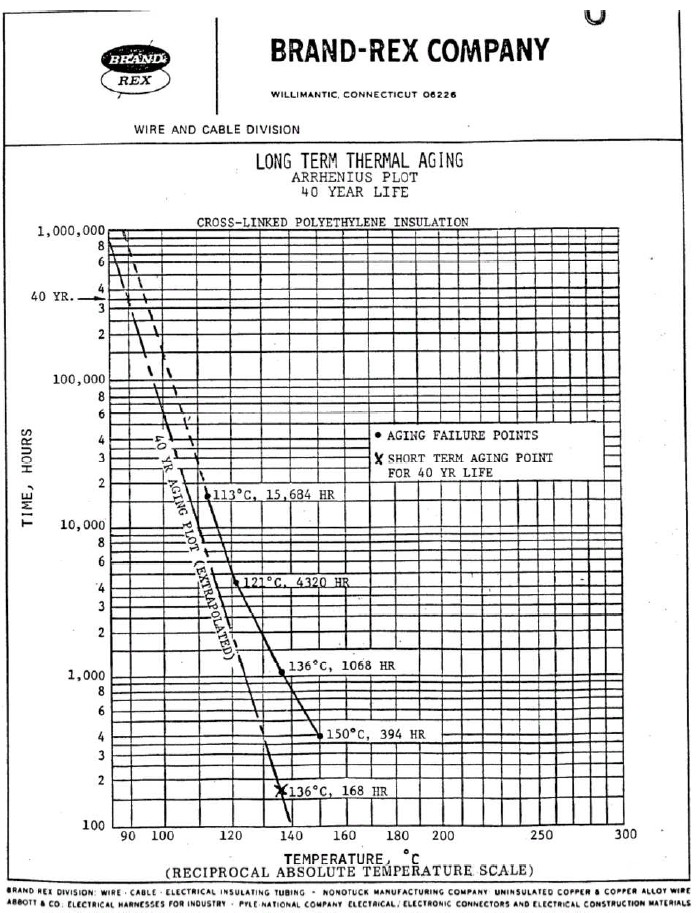 BRAND
REX
BRAND-REX COMPANY
WILLIMANTIC, CONNECTICUT 06226
WIRE AND CABLE DIVISION
LONG TERM THERMAL AGING
ARRHENIUS PLOT
40 YEAR LIFE
CROSS-LINKED POLYETHYLENE INSULATION
1,000,000
8
6
4
40 YR.
3
2
100,000
8
6
4
3
2
10,000
8
6
4
3
2
1,000
8
6
4
3
2
100
TIME, HOURS
• AGING FAILURE POINTS
X SHORT TERM AGING POINT
FOR 40 YR LIFE
113°C, 15,684 HR
121°C, 4320 HR
136°C, 1068 HR
150°C, 394 HR
136°C, 168 HR
40 YR AGING PLOT (EXTRAPOLATED)
90 100 120 140 160 180 200 250 300
TEMPERATURE, °C
(RECIPROCAL ABSOLUTE TEMPERATURE SCALE)
BRAND REX DIVISION: WIRE · CABLE · ELECTRICAL INSULATING TUBING · NONOTUCK MANUFACTURING COMPANY UNINSULATED COPPER & COPPER ALLOY WIRE
ABBOTT & CO. ELECTRICAL HARNESSES FOR INDUSTRY · PYLE-NATIONAL COMPANY ELECTRICAL/ELECTRONIC CONNECTORS AND ELECTRICAL CONSTRUCTION MATERIALS